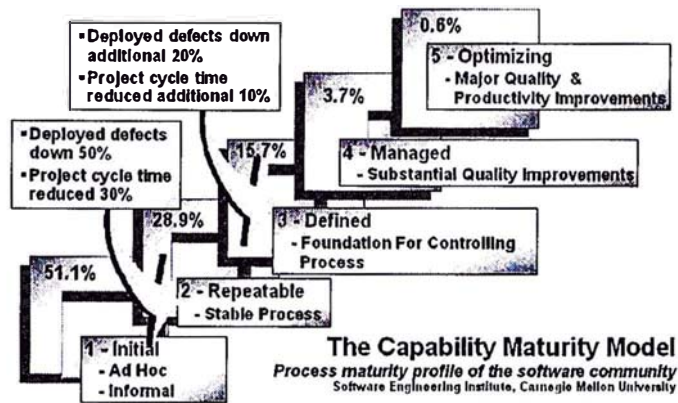 ▪Deployed defects down
additional 20%
▪Project cycle time
reduced additional 10%
▪Deployed defects
down 50%
▪Project cycle time
reduced 30%
0.6%
5 - Optimizing
- Major Quality &
Productivity Improvements
3.7%
4 - Managed
- Substantial Quality Improvements
15.7%
3 - Defined
- Foundation For Controlling
Process
28.9%
2 - Repeatable
- Stable Process
51.1%
1 - Initial
- Ad Hoc
- Informal
The Capability Maturity Model
Process maturity profile of the software community
Software Engineering Institute, Carnegie Mellon University